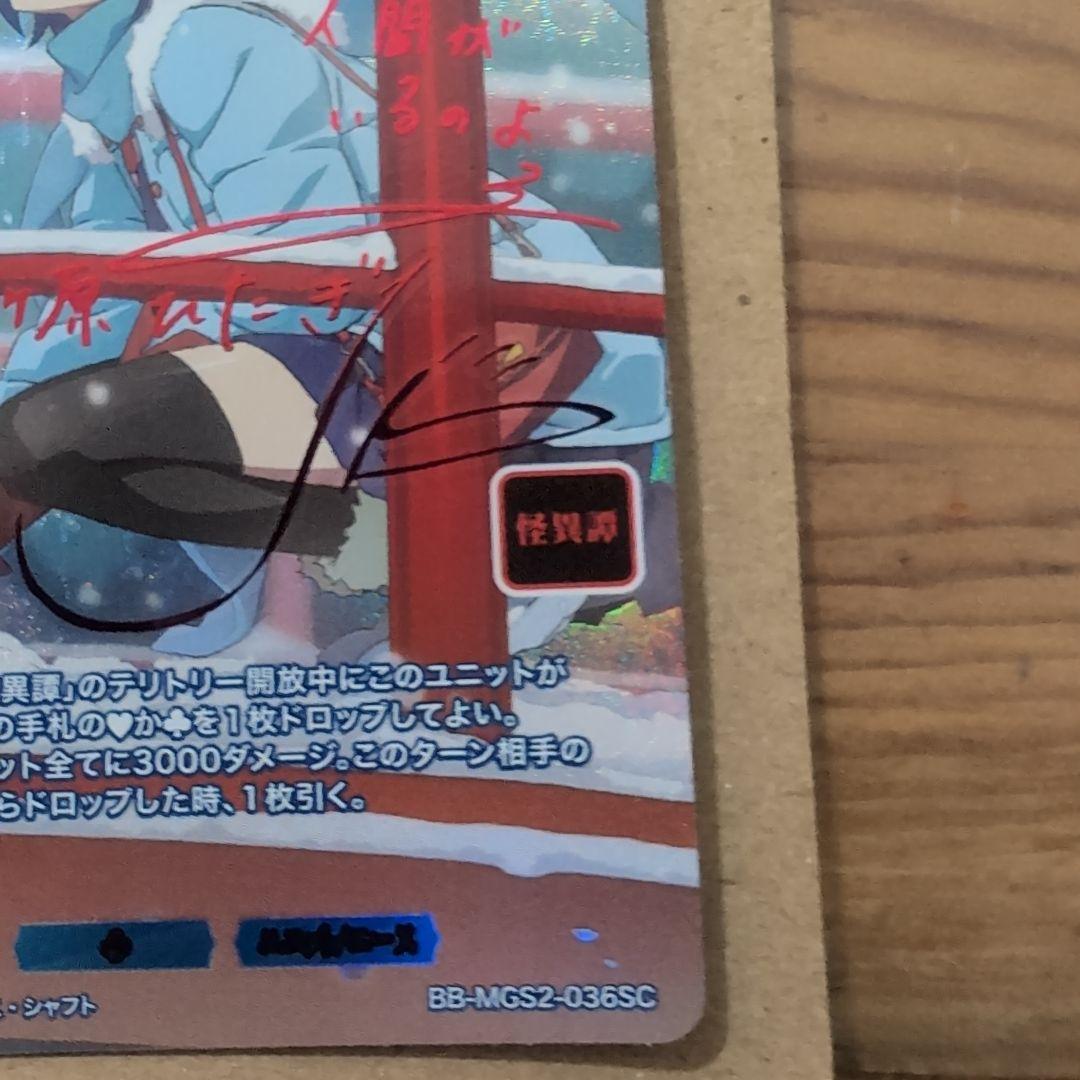 人間が
いるのよ
原ひたぎ
怪異譚
異譚」のテリトリー開放中にこのユニットが
の手札の♥か♣を1枚ドロップしてよい。
ット全てに3000ダメージ。このターン相手の
らドロップした時、1枚引く。
♣
・シャフト
BB-MGS2-036SC